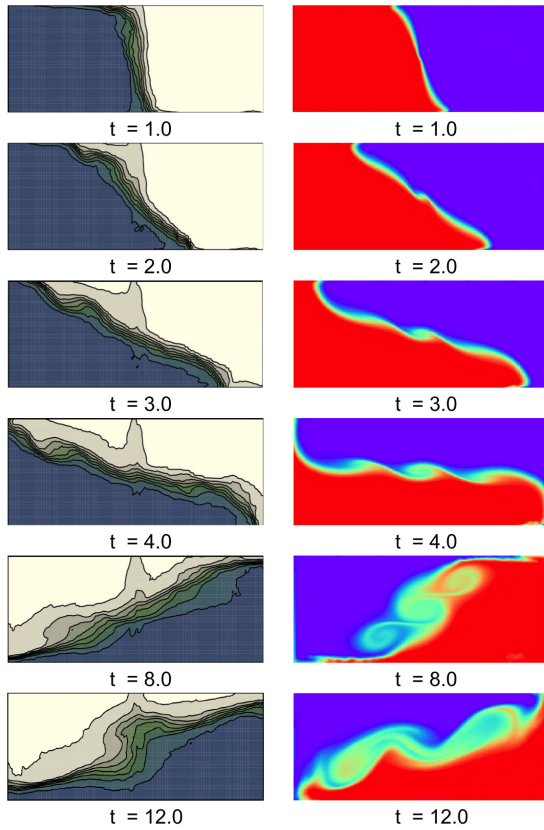 t = 1.0 t = 1.0
t = 2.0 t = 2.0
t = 3.0 t = 3.0
t = 4.0 t = 4.0
t = 8.0 t = 8.0
t = 12.0 t = 12.0